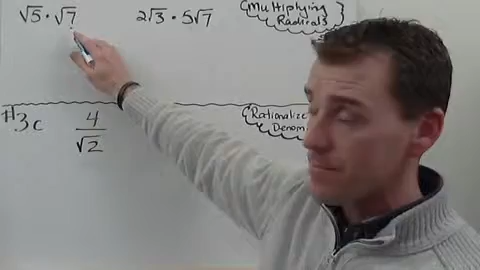 √5 · √7
2√3 · 5√7
Multiplying
Radicals
#3c
4/√2
Rationalize
Denom